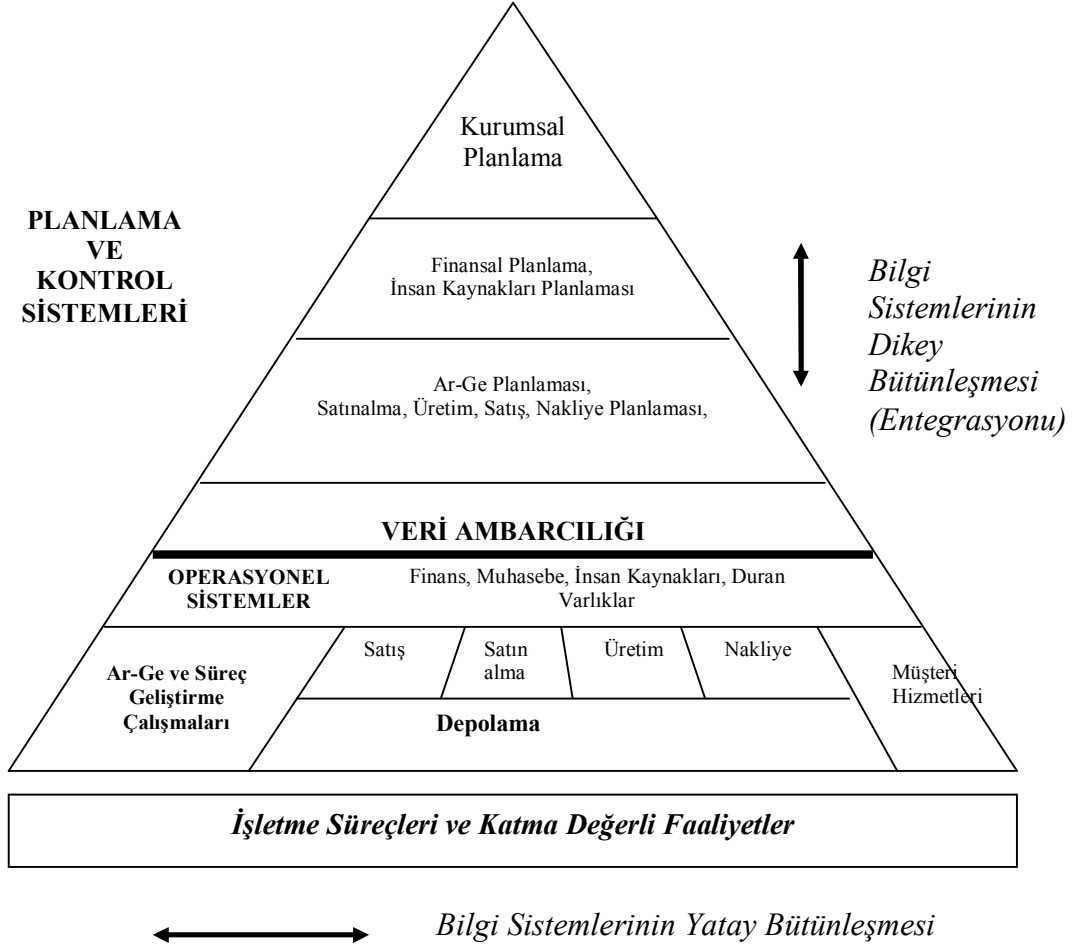 Kurumsal
Planlama
PLANLAMA
VE
KONTROL
SİSTEMLERİ
Finansal Planlama,
İnsan Kaynakları Planlaması
Bilgi
Sistemlerinin
Dikey
Bütünleşmesi
(Entegrasyonu)
Ar-Ge Planlaması,
Satınalma, Üretim, Satış, Nakliye Planlaması,
VERİ AMBARCILIĞI
OPERASYONEL
SİSTEMLER
Finans, Muhasebe, İnsan Kaynakları, Duran
Varlıklar
Ar-Ge ve Süreç
Geliştirme
Çalışmaları
Satış
Satın
alma
Üretim
Nakliye
Müşteri
Hizmetleri
Depolama
İşletme Süreçleri ve Katma Değerli Faaliyetler
Bilgi Sistemlerinin Yatay Bütünleşmesi